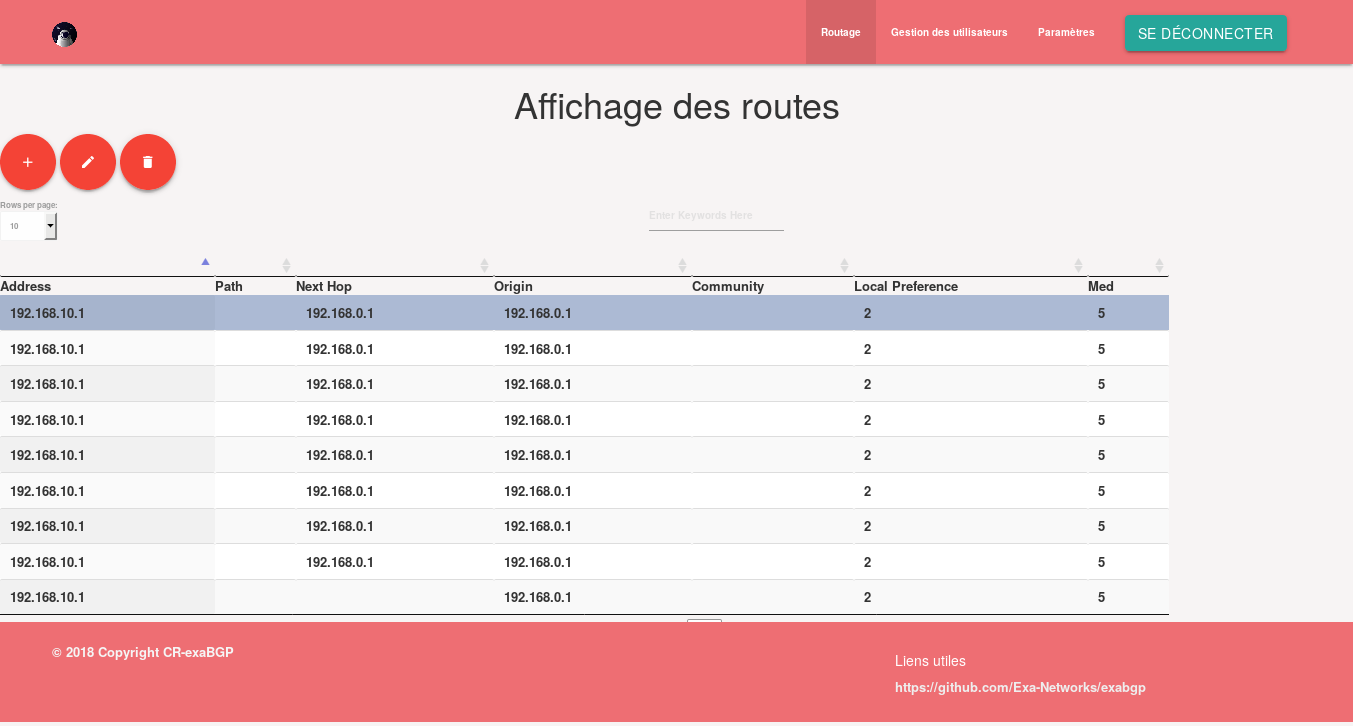 Routage Gestion des utilisateurs Paramètres SE DÉCONNECTER
Affichage des routes
Rows per page:
10
Enter Keywords Here
Address Path Next Hop Origin Community Local Preference Med
192.168.10.1 192.168.0.1 192.168.0.1 2 5
192.168.10.1 192.168.0.1 192.168.0.1 2 5
192.168.10.1 192.168.0.1 192.168.0.1 2 5
192.168.10.1 192.168.0.1 192.168.0.1 2 5
192.168.10.1 192.168.0.1 192.168.0.1 2 5
192.168.10.1 192.168.0.1 192.168.0.1 2 5
192.168.10.1 192.168.0.1 192.168.0.1 2 5
192.168.10.1 192.168.0.1 192.168.0.1 2 5
192.168.10.1 192.168.0.1 2 5
© 2018 Copyright CR-exaBGP
Liens utiles
https://github.com/Exa-Networks/exabgp